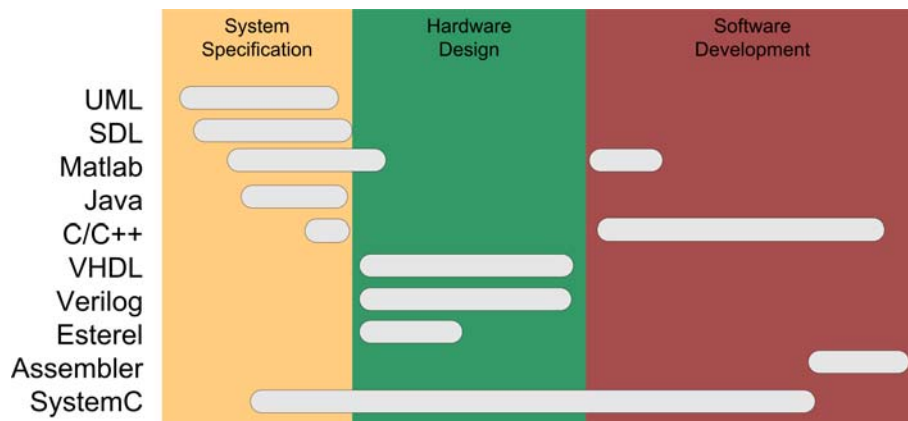 System
Specification
Hardware
Design
Software
Development
UML
SDL
Matlab
Java
C/C++
VHDL
Verilog
Esterel
Assembler
SystemC